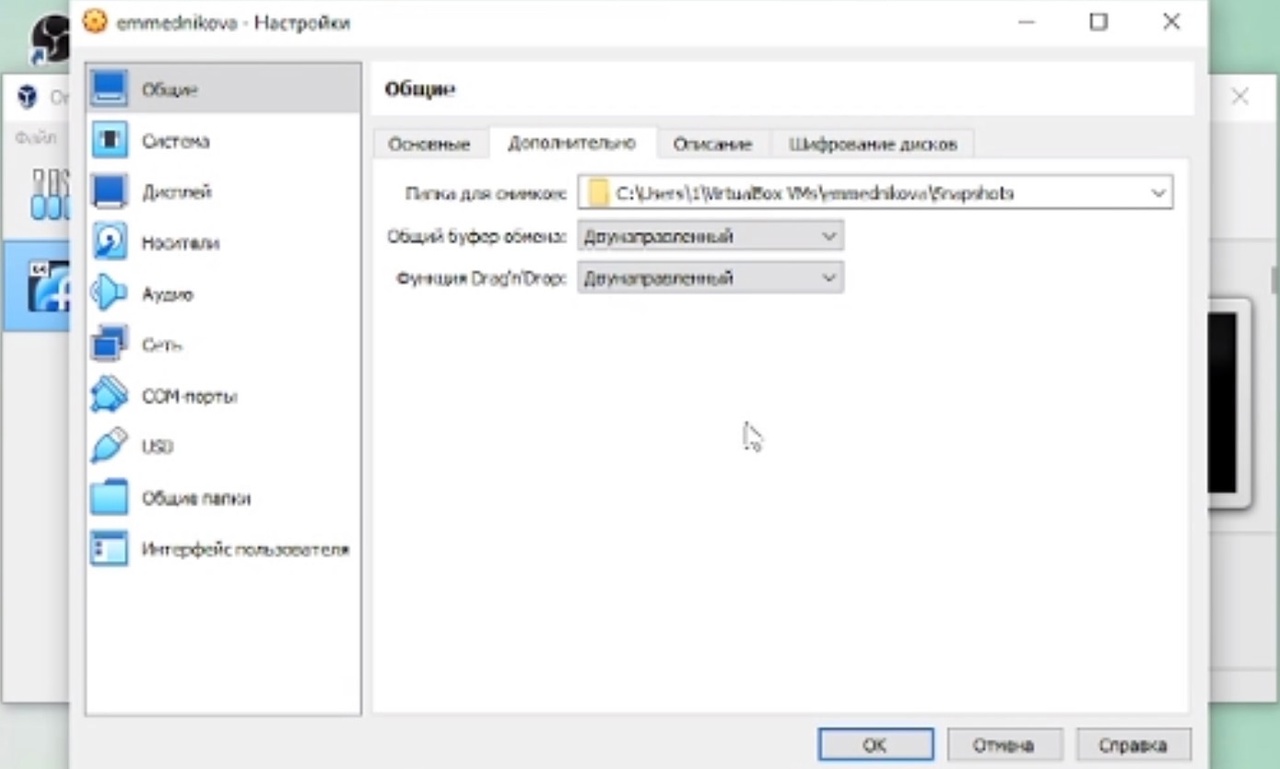 emmednikova - Настройки
Or
Файл
Общие
Система
Дисплей
Носители
Аудио
Сеть
COM-порты
USB
Общие папки
Интерфейс пользователя
Общие
Основные
Дополнительно
Описание
Шифрование дисков
Папка для снимков: C:\Users\1\VirtualBox VMs\emmednikova\Snapshots
Общий буфер обмена: Двунаправленный
Функция Drag'n'Drop: Двунаправленный
64
OK
Отмена
Справка